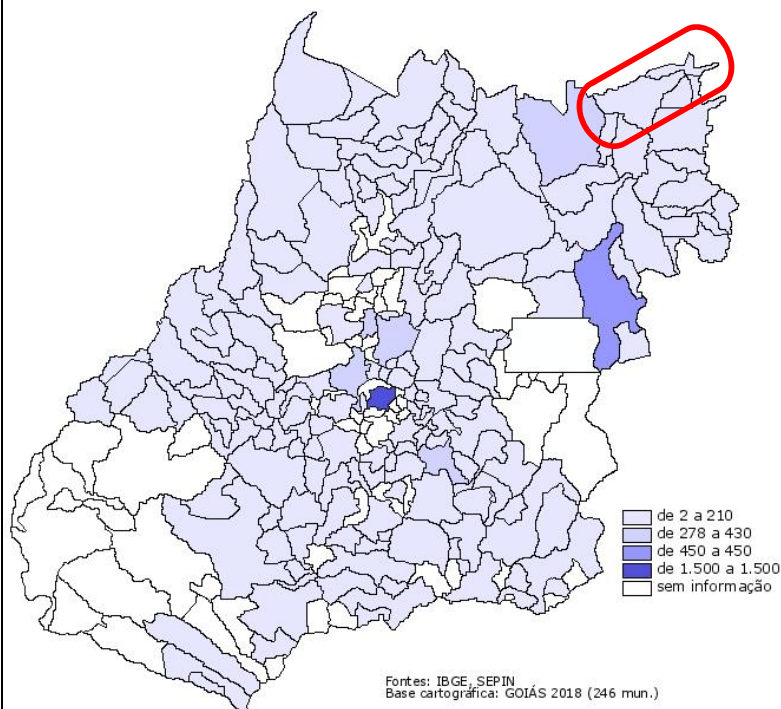 de 2 a 210
de 278 a 430
de 450 a 450
de 1.500 a 1.500
sem informação
Fontes: IBGE, SEPIN
Base cartográfica: GOIÁS 2018 (246 mun.)